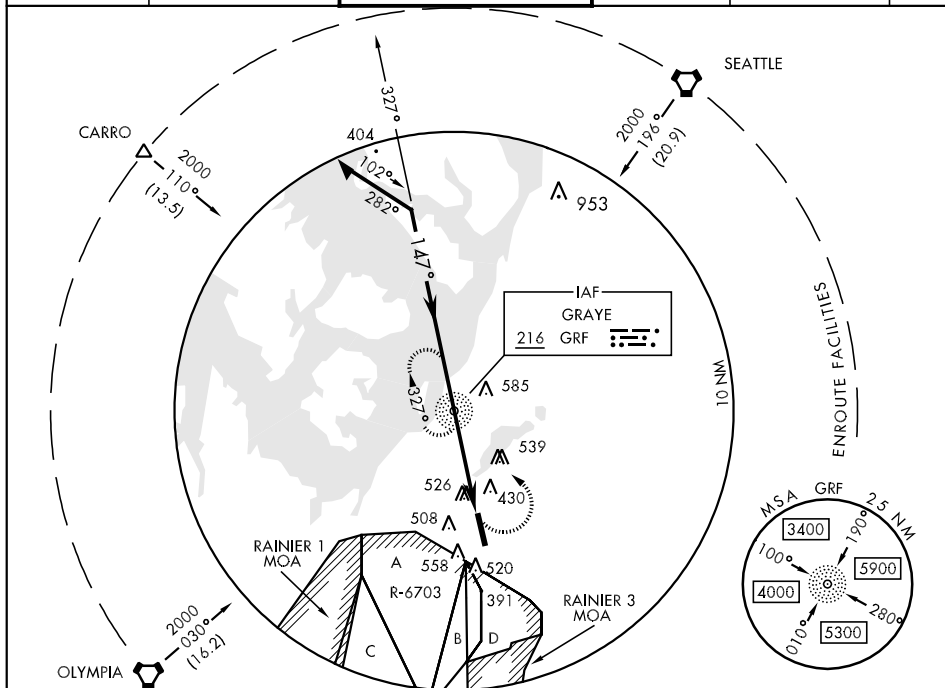 SEATTLE
327°
2000
196°
(20.9)
CARRO
2000
110°
(13.5)
404
102°
282°
953
147°
IAF
GRAYE
216 GRF
10 NM
ENROUTE FACILITIES
327°
585
539
526
430
508
558
520
RAINIER 1
MOA
A
R-6703
391
RAINIER 3
MOA
C
B
D
2000
030°
(16.2)
OLYMPIA
MSA GRF 25 NM
3400
190°
100°
5900
4000
280°
010°
5300